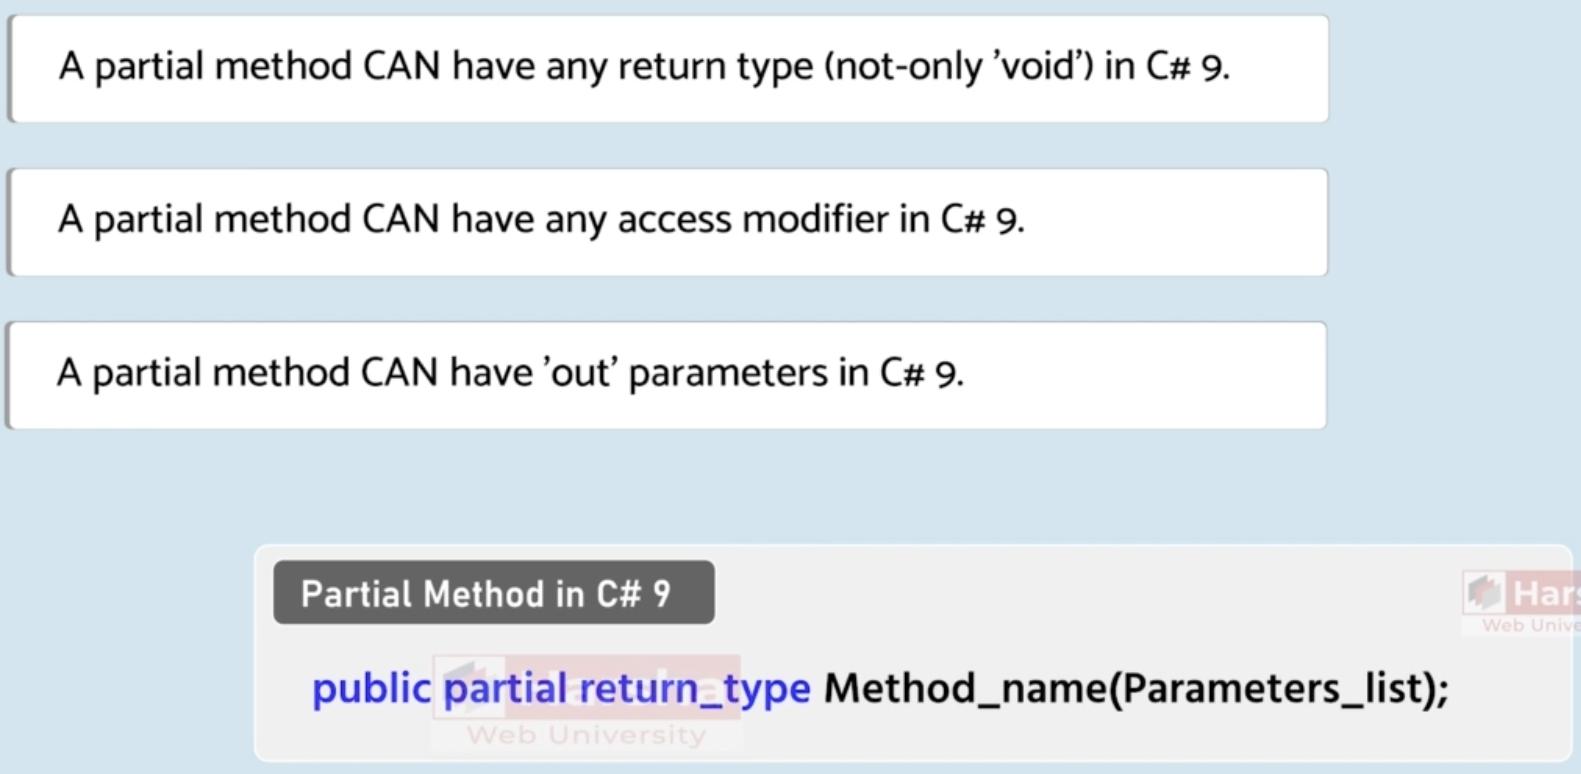 A partial method CAN have any return type (not-only 'void') in C# 9.
A partial method CAN have any access modifier in C# 9.
A partial method CAN have 'out' parameters in C# 9.
Partial Method in C# 9
Hars
Web Unive
public partial return_type Method_name(Parameters_list);
Web University